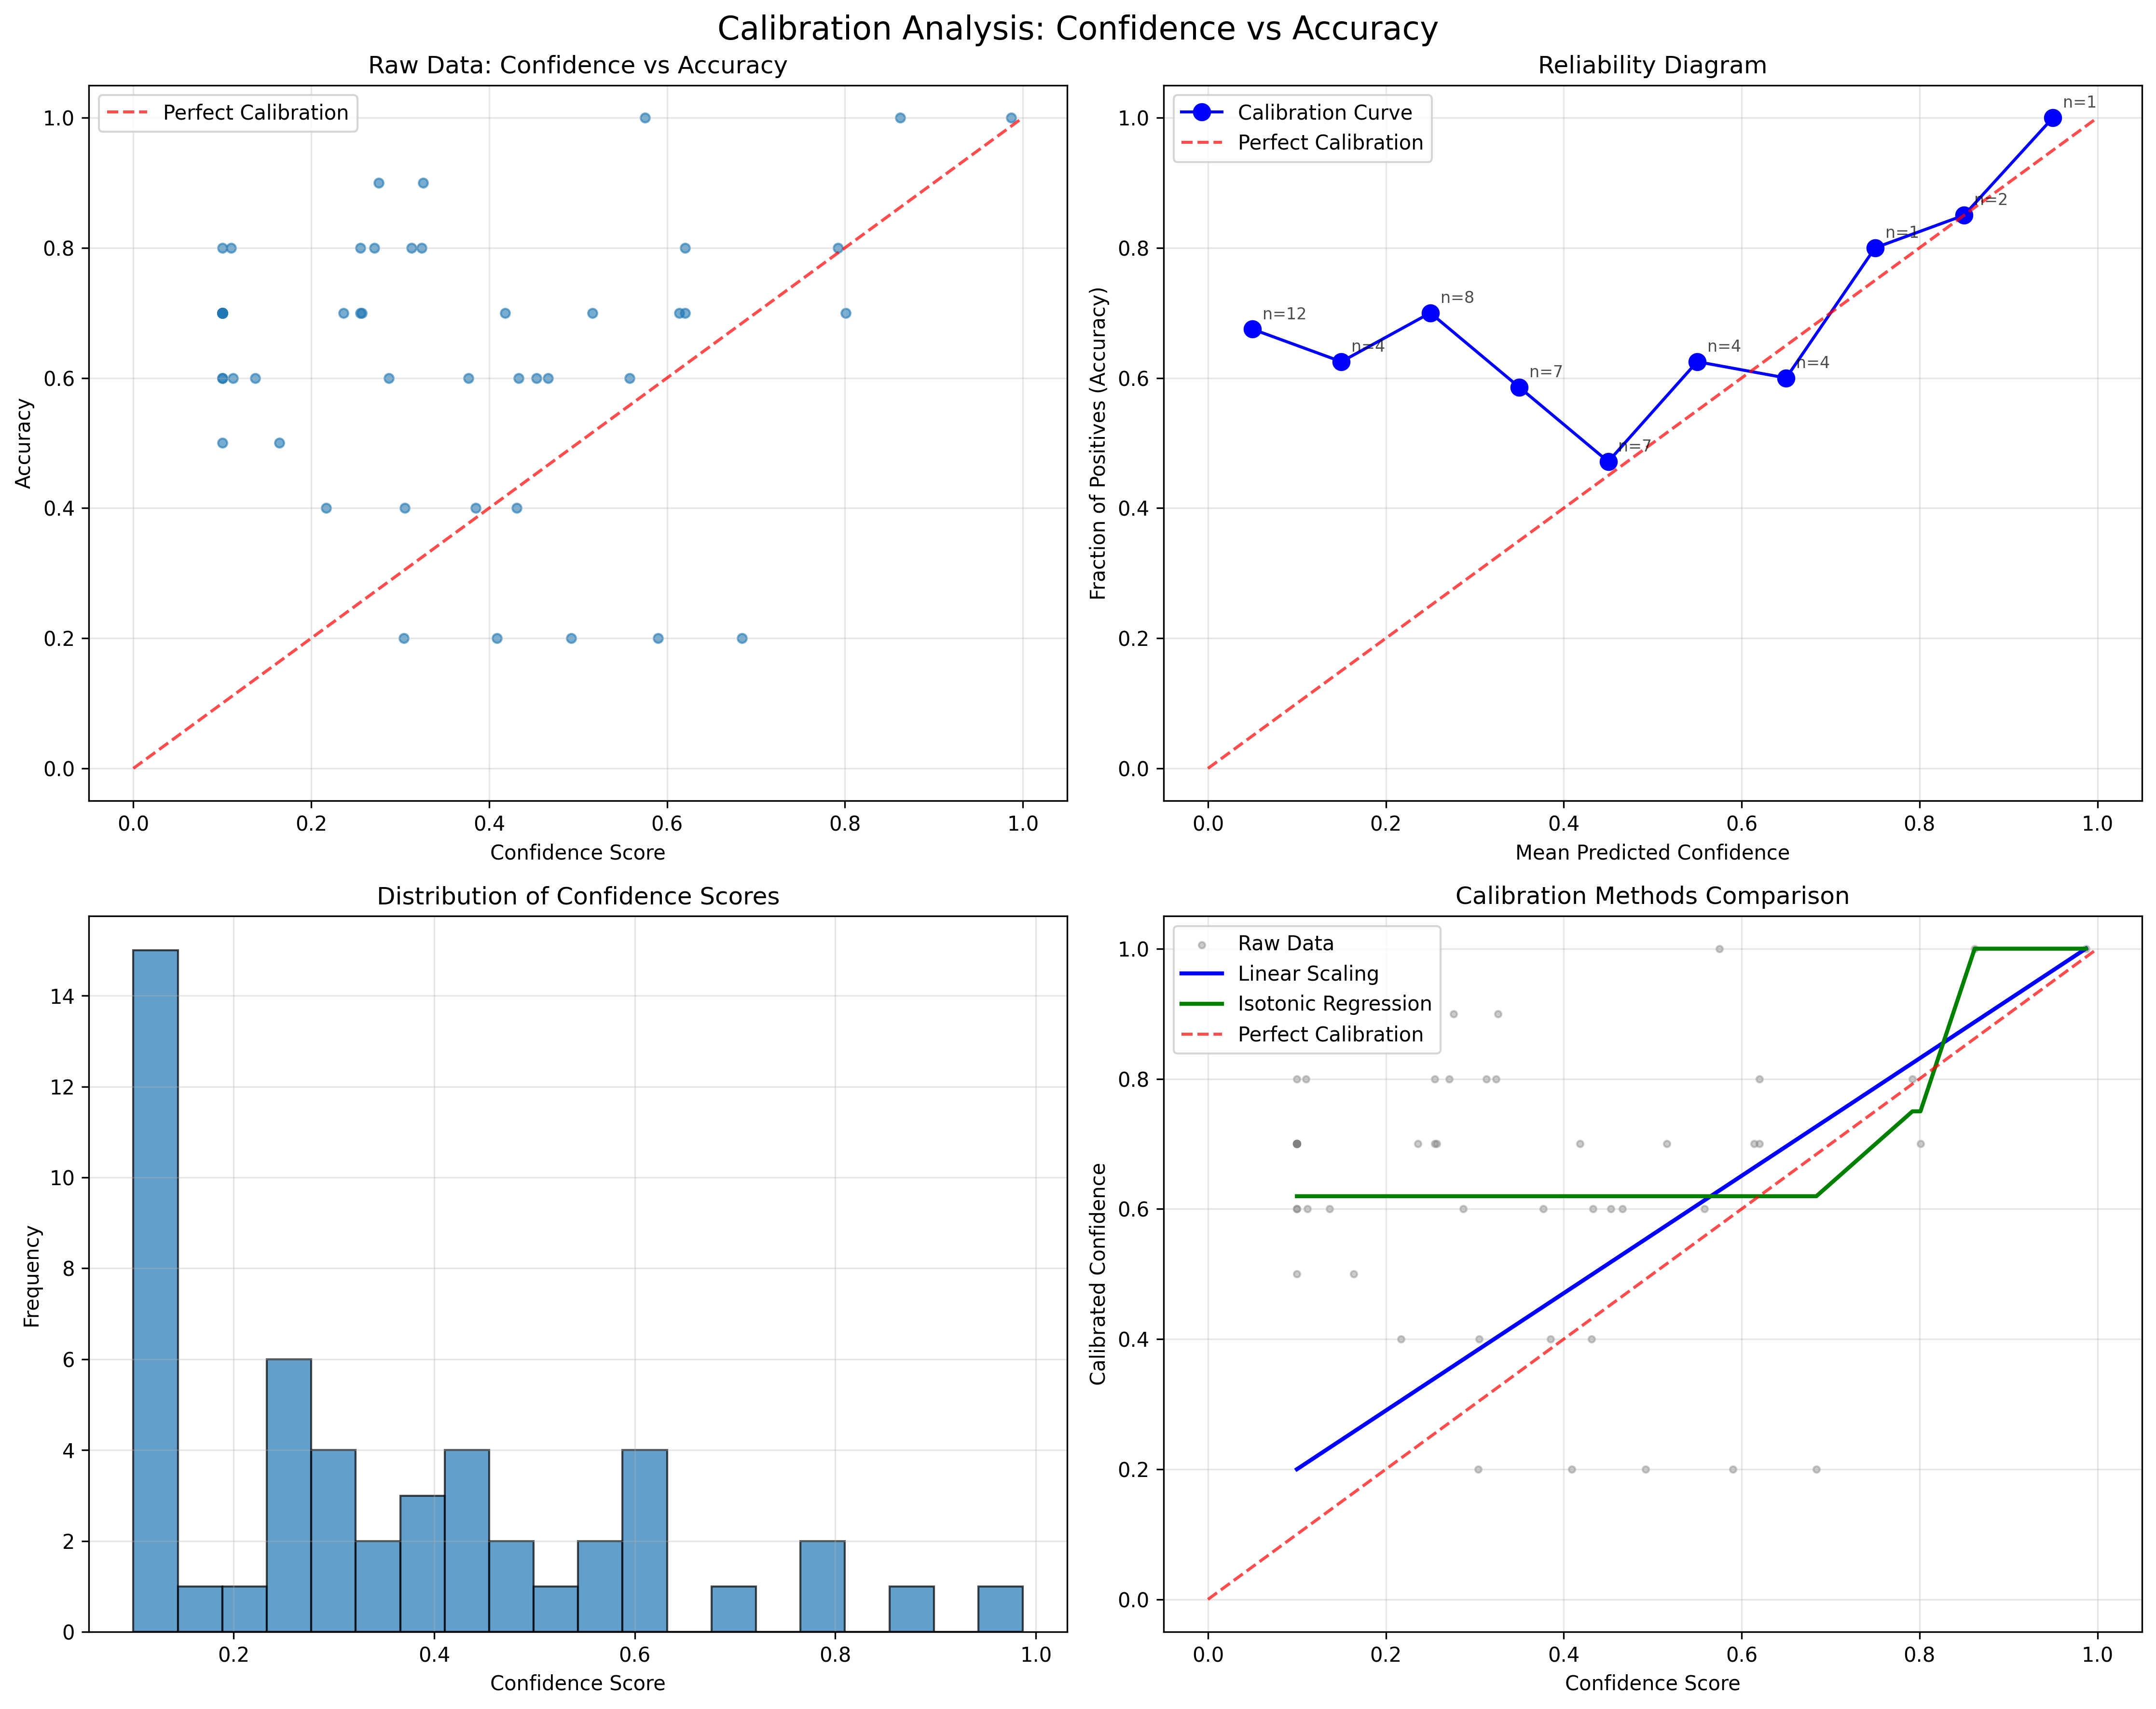 Calibration Analysis: Confidence vs Accuracy
Raw Data: Confidence vs Accuracy
Perfect Calibration
1.0
0.8
0.6
0.4
0.2
0.0
Accuracy
0.0 0.2 0.4 0.6 0.8 1.0
Confidence Score
Reliability Diagram
Calibration Curve
Perfect Calibration
n=12
n=4
n=8
n=7
n=7
n=4
n=4
n=1
n=2
n=1
1.0
0.8
0.6
0.4
0.2
0.0
Fraction of Positives (Accuracy)
0.0 0.2 0.4 0.6 0.8 1.0
Mean Predicted Confidence
Distribution of Confidence Scores
14
12
10
8
6
4
2
0
Frequency
0.2 0.4 0.6 0.8 1.0
Confidence Score
Calibration Methods Comparison
Raw Data
Linear Scaling
Isotonic Regression
Perfect Calibration
1.0
0.8
0.6
0.4
0.2
0.0
Calibrated Confidence
0.0 0.2 0.4 0.6 0.8 1.0
Confidence Score